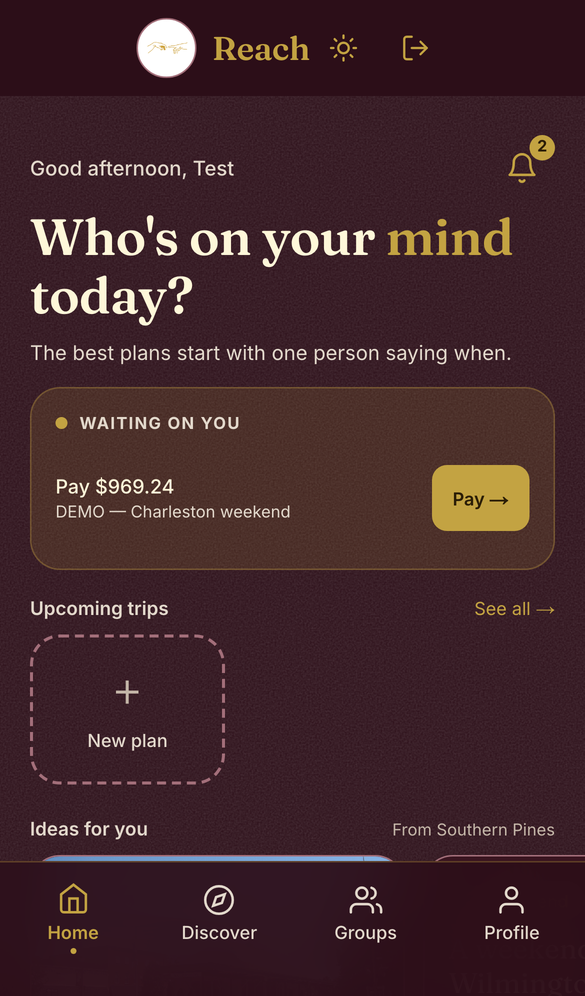 Reach
2
Good afternoon, Test
Who's on your mind
today?
The best plans start with one person saying when.
WAITING ON YOU
Pay $969.24
DEMO — Charleston weekend
Pay →
Upcoming trips
See all →
+
New plan
Ideas for you
From Southern Pines
Home
Discover
Groups
Profile
Wilmington